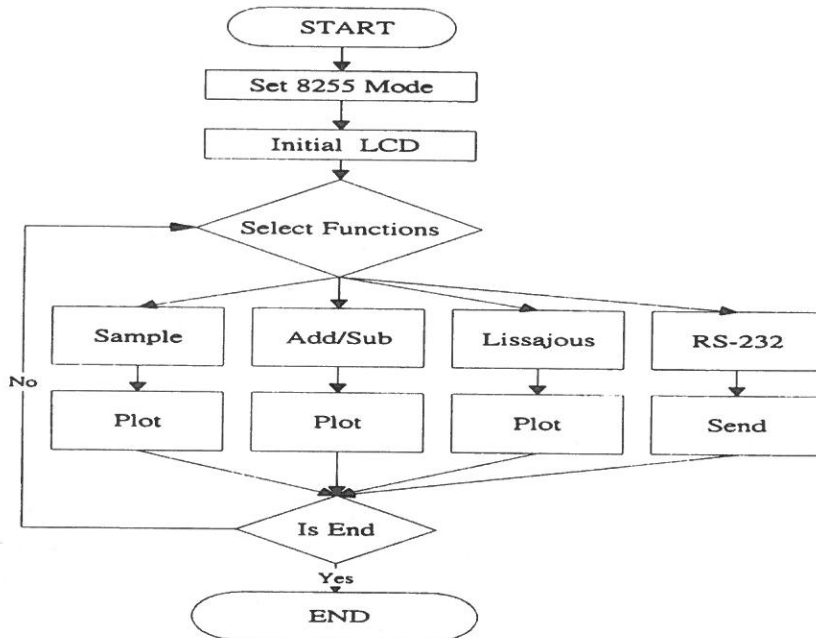 START
Set 8255 Mode
Initial LCD
Select Functions
Sample
Add/Sub
Lissajous
RS-232
No
Plot
Plot
Plot
Send
Is End
Yes
END